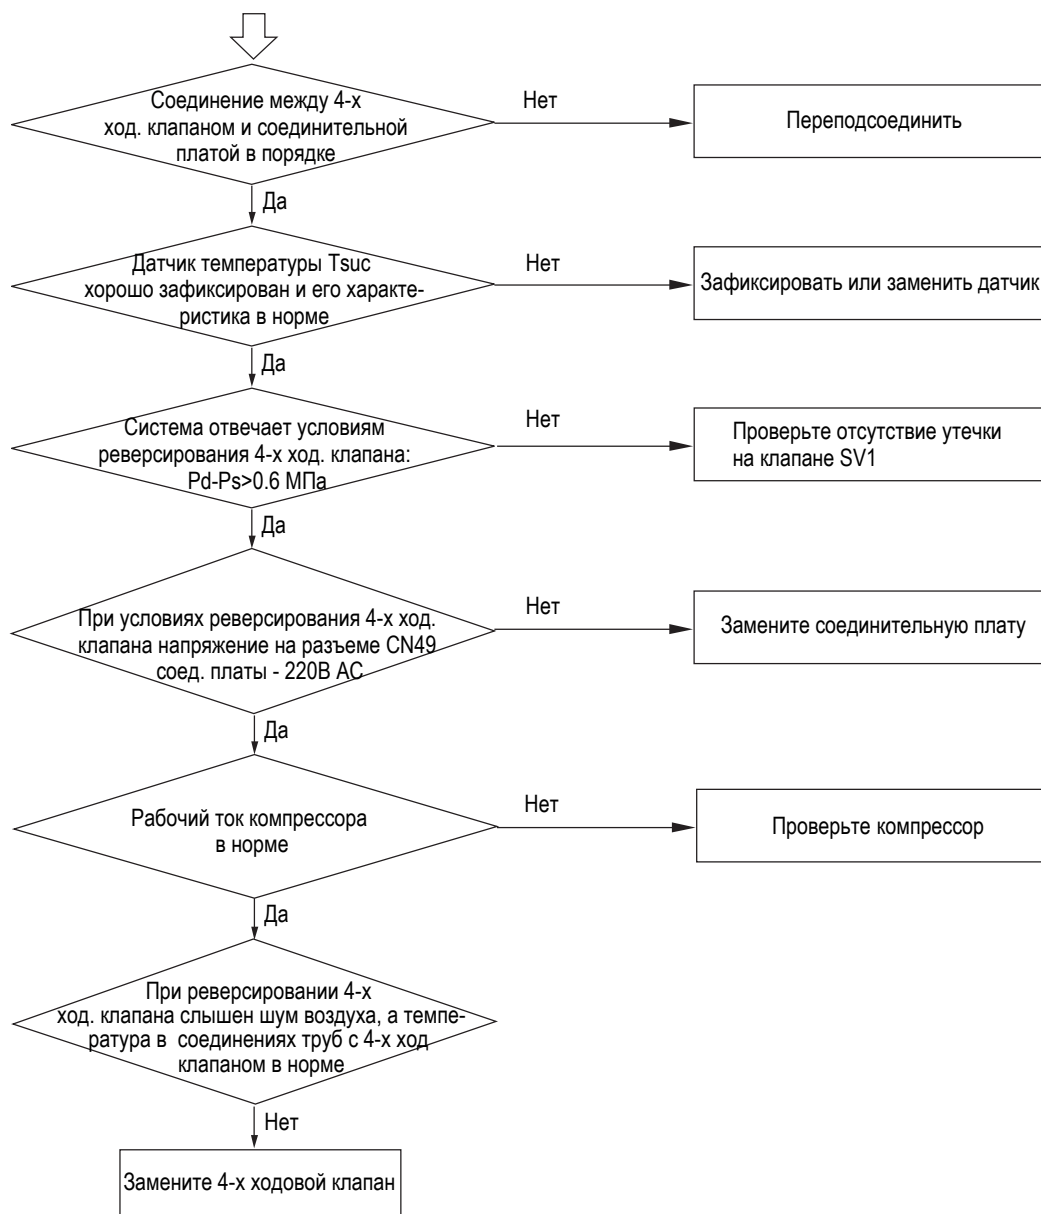 Соединение между 4-х
ход. клапаном и соединительной
платой в порядке
Нет
Переподсоединить
Да
Датчик температуры Tsuc
хорошо зафиксирован и его характе-
ристика в норме
Нет
Зафиксировать или заменить датчик
Да
Система отвечает условиям
реверсирования 4-х ход. клапана:
Pd-Ps>0.6 МПа
Нет
Проверьте отсутствие утечки
на клапане SV1
Да
При условиях реверсирования 4-х ход.
клапана напряжение на разъеме CN49
соед. платы - 220В AC
Нет
Замените соединительную плату
Да
Рабочий ток компрессора
в норме
Нет
Проверьте компрессор
Да
При реверсировании 4-х
ход. клапана слышен шум воздуха, а темпе-
ратура в соединениях труб с 4-х ход
клапаном в норме
Нет
Замените 4-х ходовой клапан